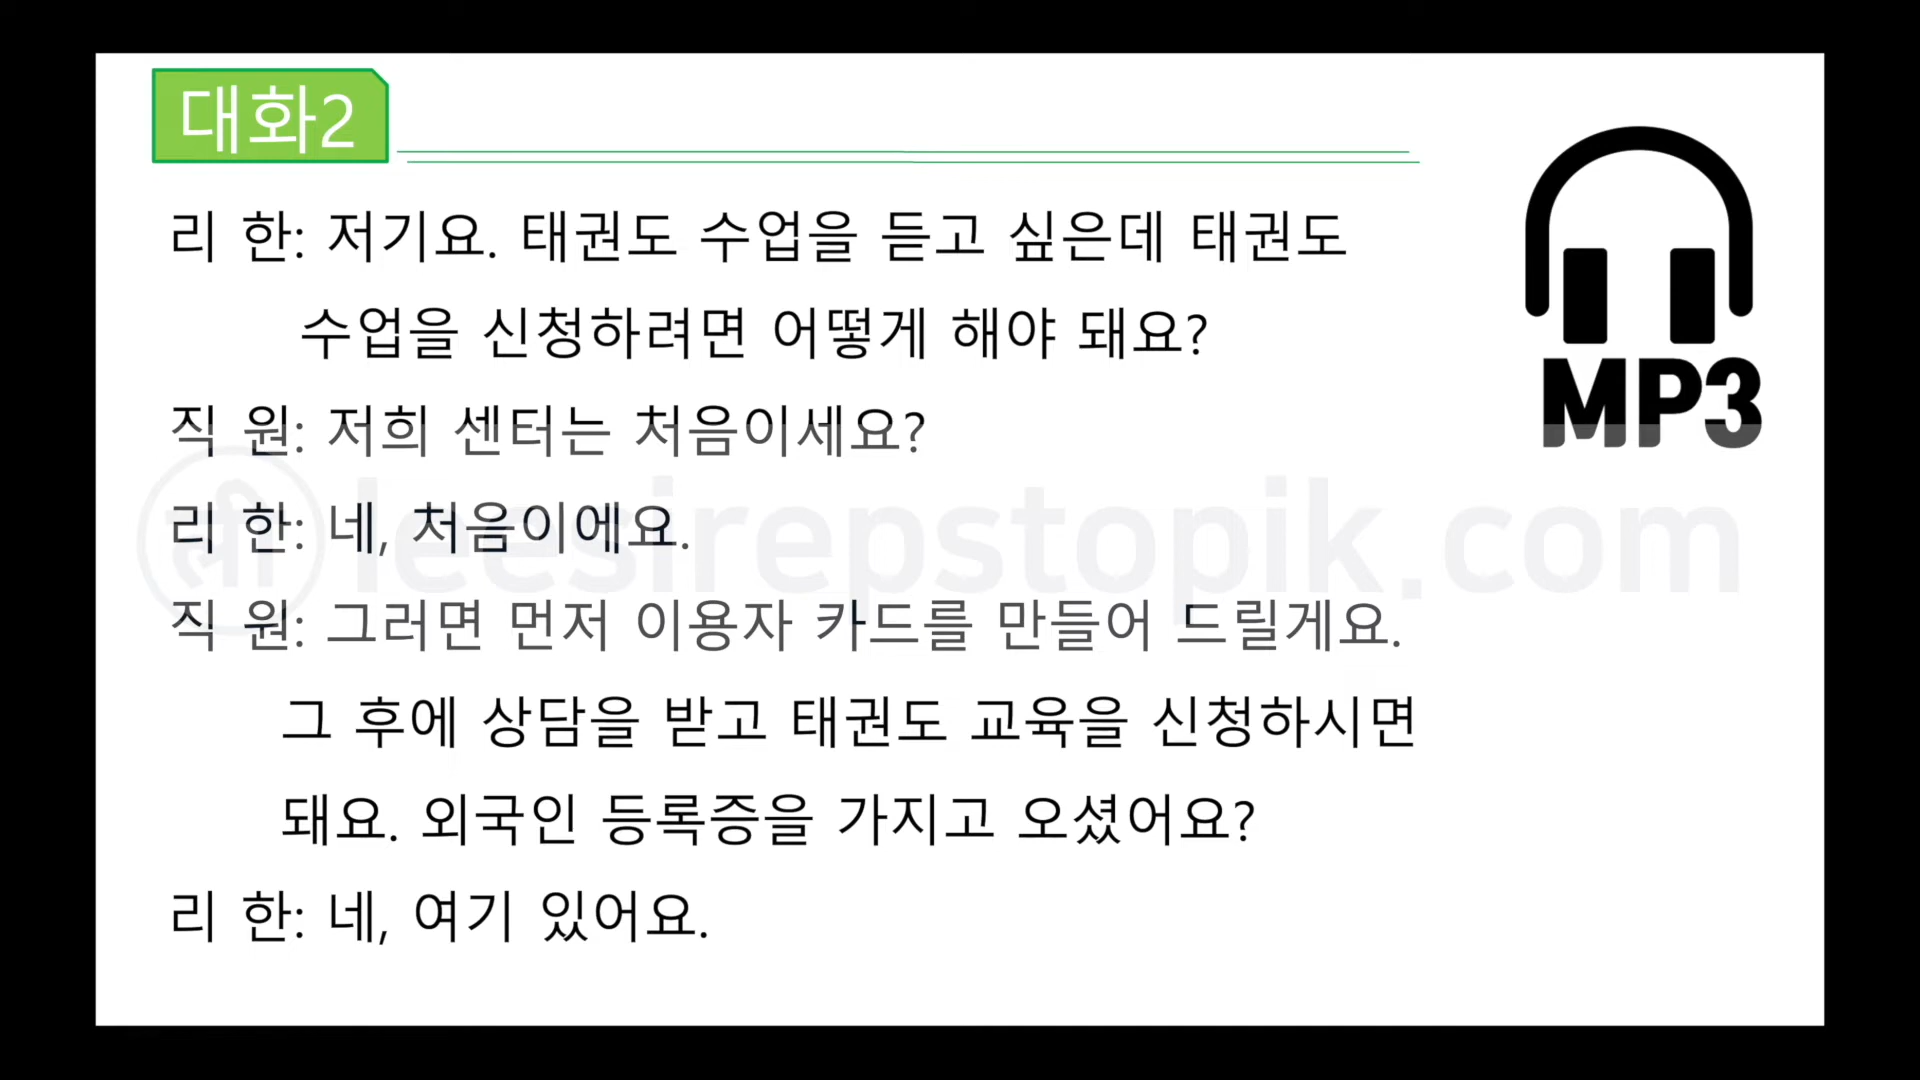 대화2
MP3
리 한: 저기요. 태권도 수업을 듣고 싶은데 태권도
수업을 신청하려면 어떻게 해야 돼요?
직 원: 저희 센터는 처음이세요?
리 한: 네, 처음이에요.
직 원: 그러면 먼저 이용자 카드를 만들어 드릴게요.
그 후에 상담을 받고 태권도 교육을 신청하시면
돼요. 외국인 등록증을 가지고 오셨어요?
리 한: 네, 여기 있어요.
leesirepstopik.com